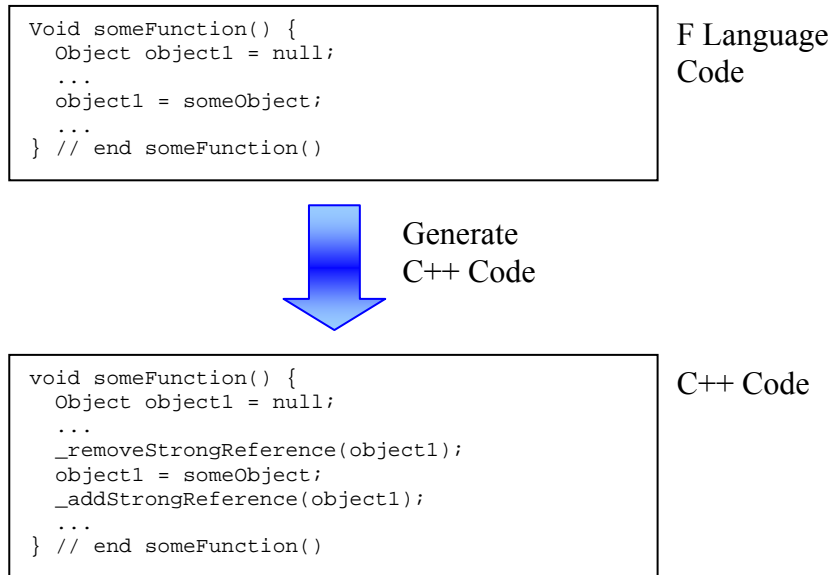 Void someFunction() {
  Object object1 = null;
  ...
  object1 = someObject;
  ...
} // end someFunction()
F Language
Code
Generate
C++ Code
void someFunction() {
  Object object1 = null;
  ...
  _removeStrongReference(object1);
  object1 = someObject;
  _addStrongReference(object1);
  ...
} // end someFunction()
C++ Code